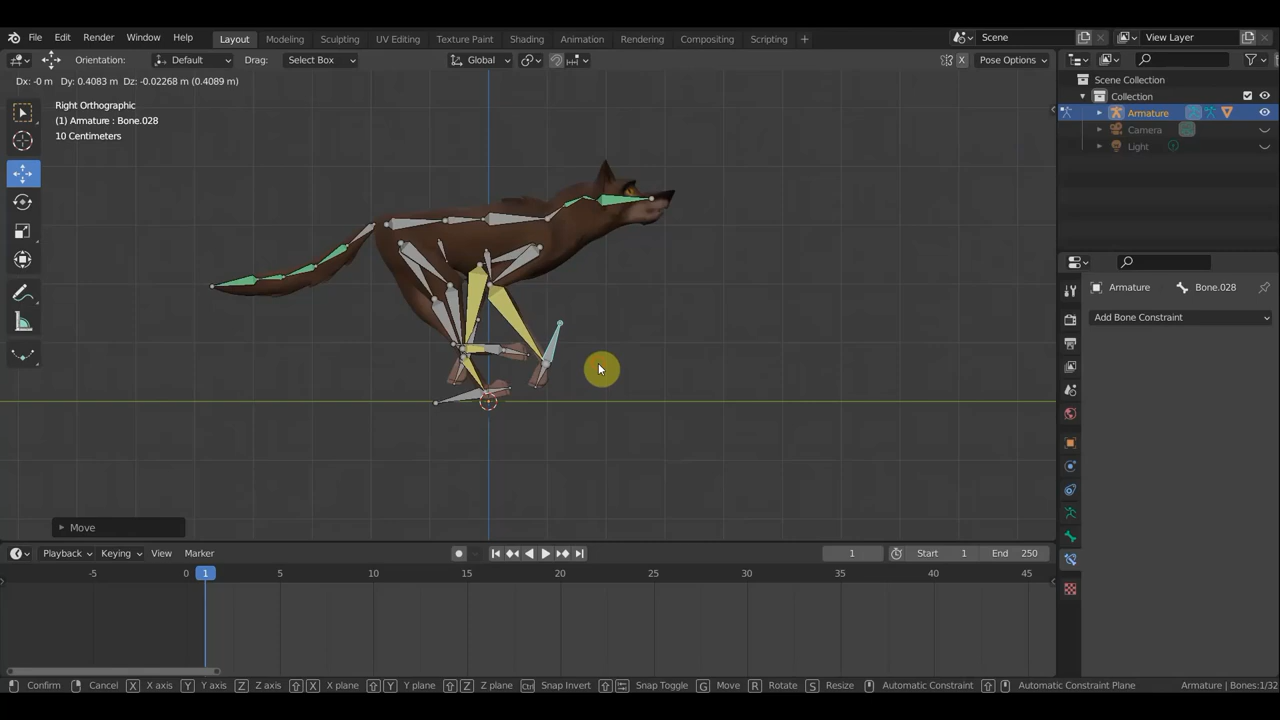 File Edit Render Window Help Layout Modeling Sculpting UV Editing Texture Paint Shading Animation Rendering Compositing Scripting + Scene View Layer
Orientation: Default Drag: Select Box Global X Pose Options
Dx: -0 m Dy: 0.4083 m Dz: -0.02268 m (0.4089 m)
Right Orthographic
(1) Armature : Bone.028
10 Centimeters
Scene Collection
Collection
Armature
Camera
Light
Armature Bone.028
Add Bone Constraint
Move
Playback Keying View Marker 1 Start 1 End 250
-5 0 1 5 10 15 20 25 30 35 40 45
Confirm Cancel X X axis Y Y axis Z Z axis X X plane Y Y plane Z Z plane Ctrl Snap Invert Snap Toggle G Move R Rotate S Resize Automatic Constraint Automatic Constraint Plane Armature | Bones:1/32